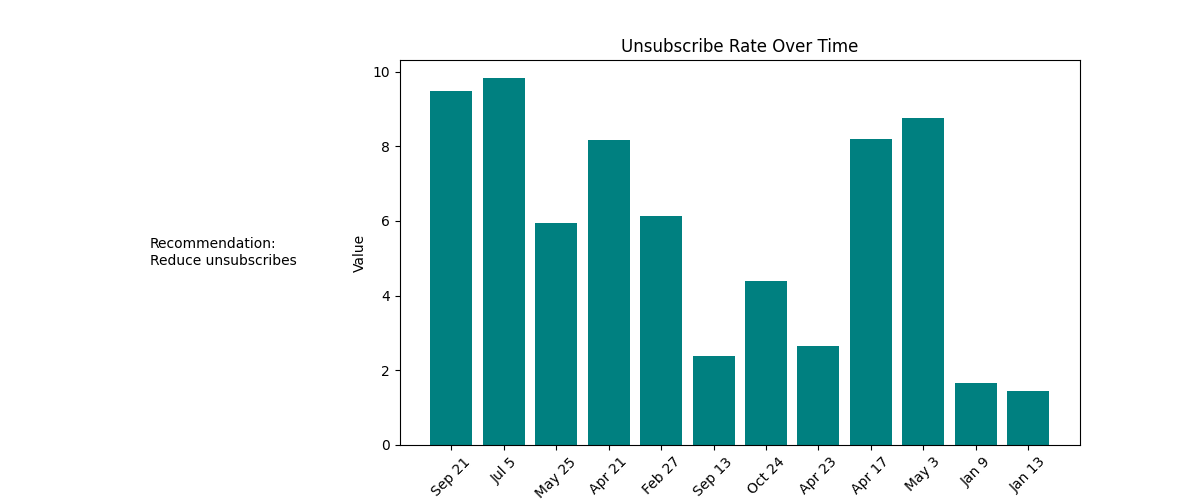 Unsubscribe Rate Over Time
Recommendation:
Reduce unsubscribes
Value
10
8
6
4
2
0
Sep 21
Jul 5
May 25
Apr 21
Feb 27
Sep 13
Oct 24
Apr 23
Apr 17
May 3
Jan 9
Jan 13